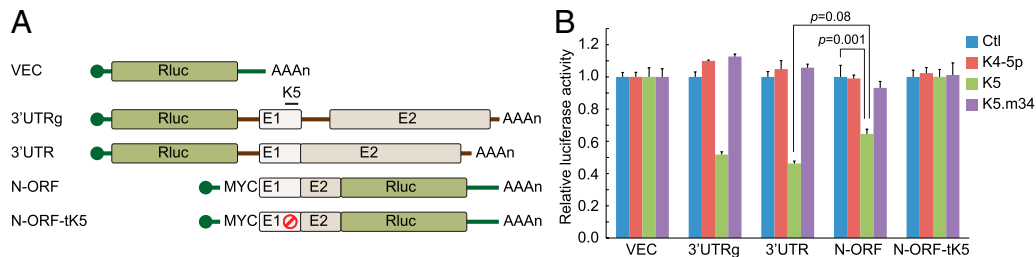 A
VEC
Rluc
AAAn
K5
3'UTRg
Rluc
E1
E2
AAAn
3'UTR
Rluc
E1
E2
AAAn
N-ORF
MYC
E1
E2
Rluc
AAAn
N-ORF-tK5
MYC
E1
E2
Rluc
AAAn
B
Relative luciferase activity
1.2
1.0
0.8
0.6
0.4
0.2
0.0
p=0.08
p=0.001
Ctl
K4-5p
K5
K5.m34
VEC
3'UTRg
3'UTR
N-ORF
N-ORF-tK5